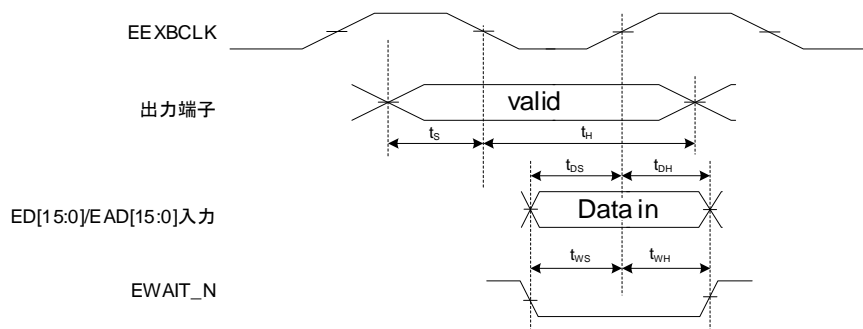 EEXBCLK
出力端子
valid
tS tH
tDS tDH
ED[15:0]/EAD[15:0]入力
Data in
tWS tWH
EWAIT_N